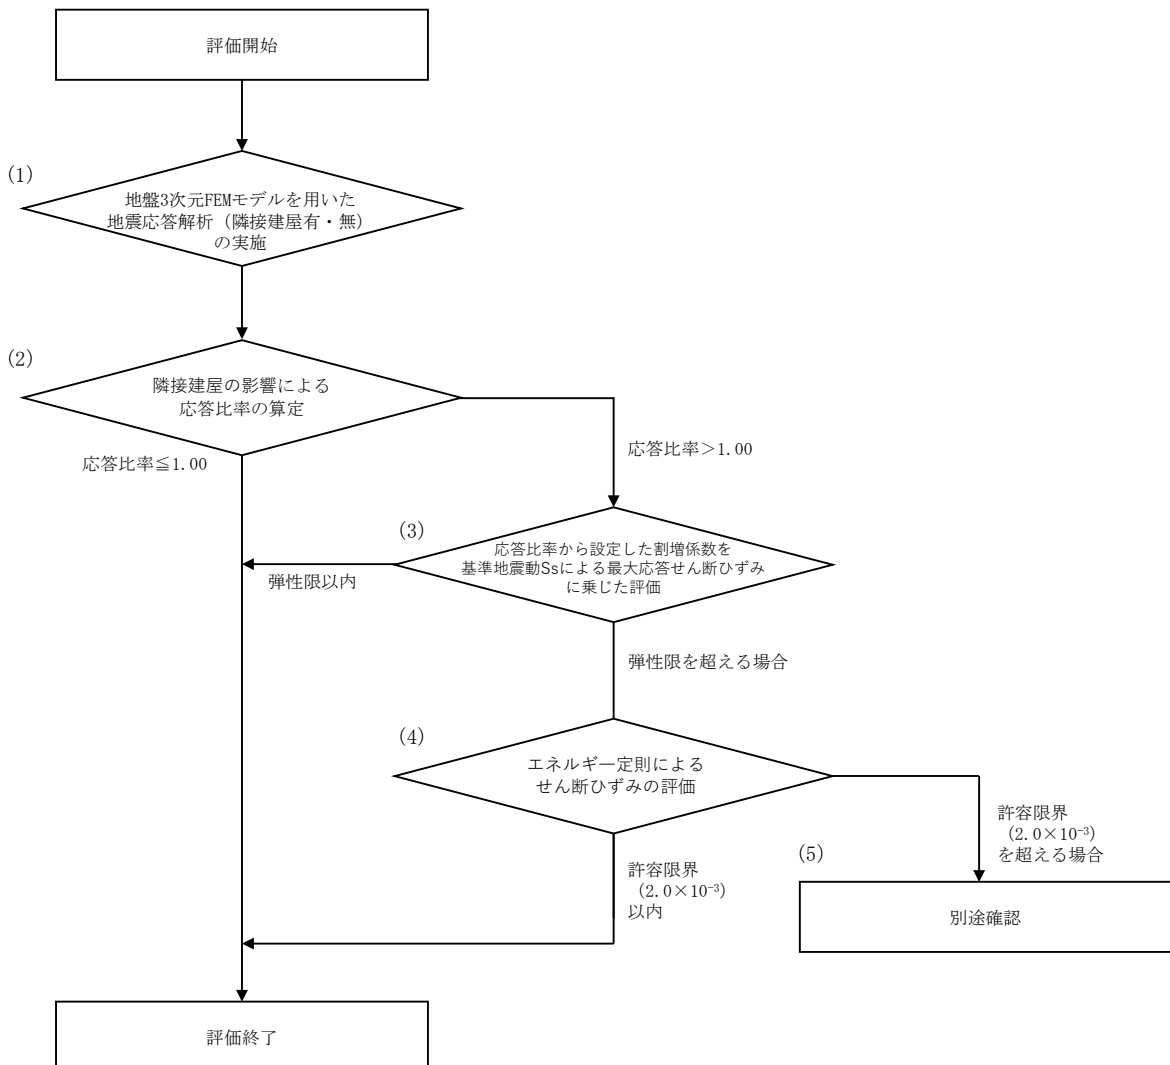 評価開始
(1)
地盤3次元FEMモデルを用いた
地震応答解析（隣接建屋有・無）
の実施
(2)
隣接建屋の影響による
応答比率の算定
応答比率≦1.00
応答比率＞1.00
(3)
応答比率から設定した割増係数を
基準地震動Ssによる最大応答せん断ひずみ
に乗じた評価
弾性限以内
弾性限を超える場合
(4)
エネルギー定則による
せん断ひずみの評価
許容限界
（2.0×10⁻³）
を超える場合
許容限界
（2.0×10⁻³）
以内
(5)
別途確認
評価終了